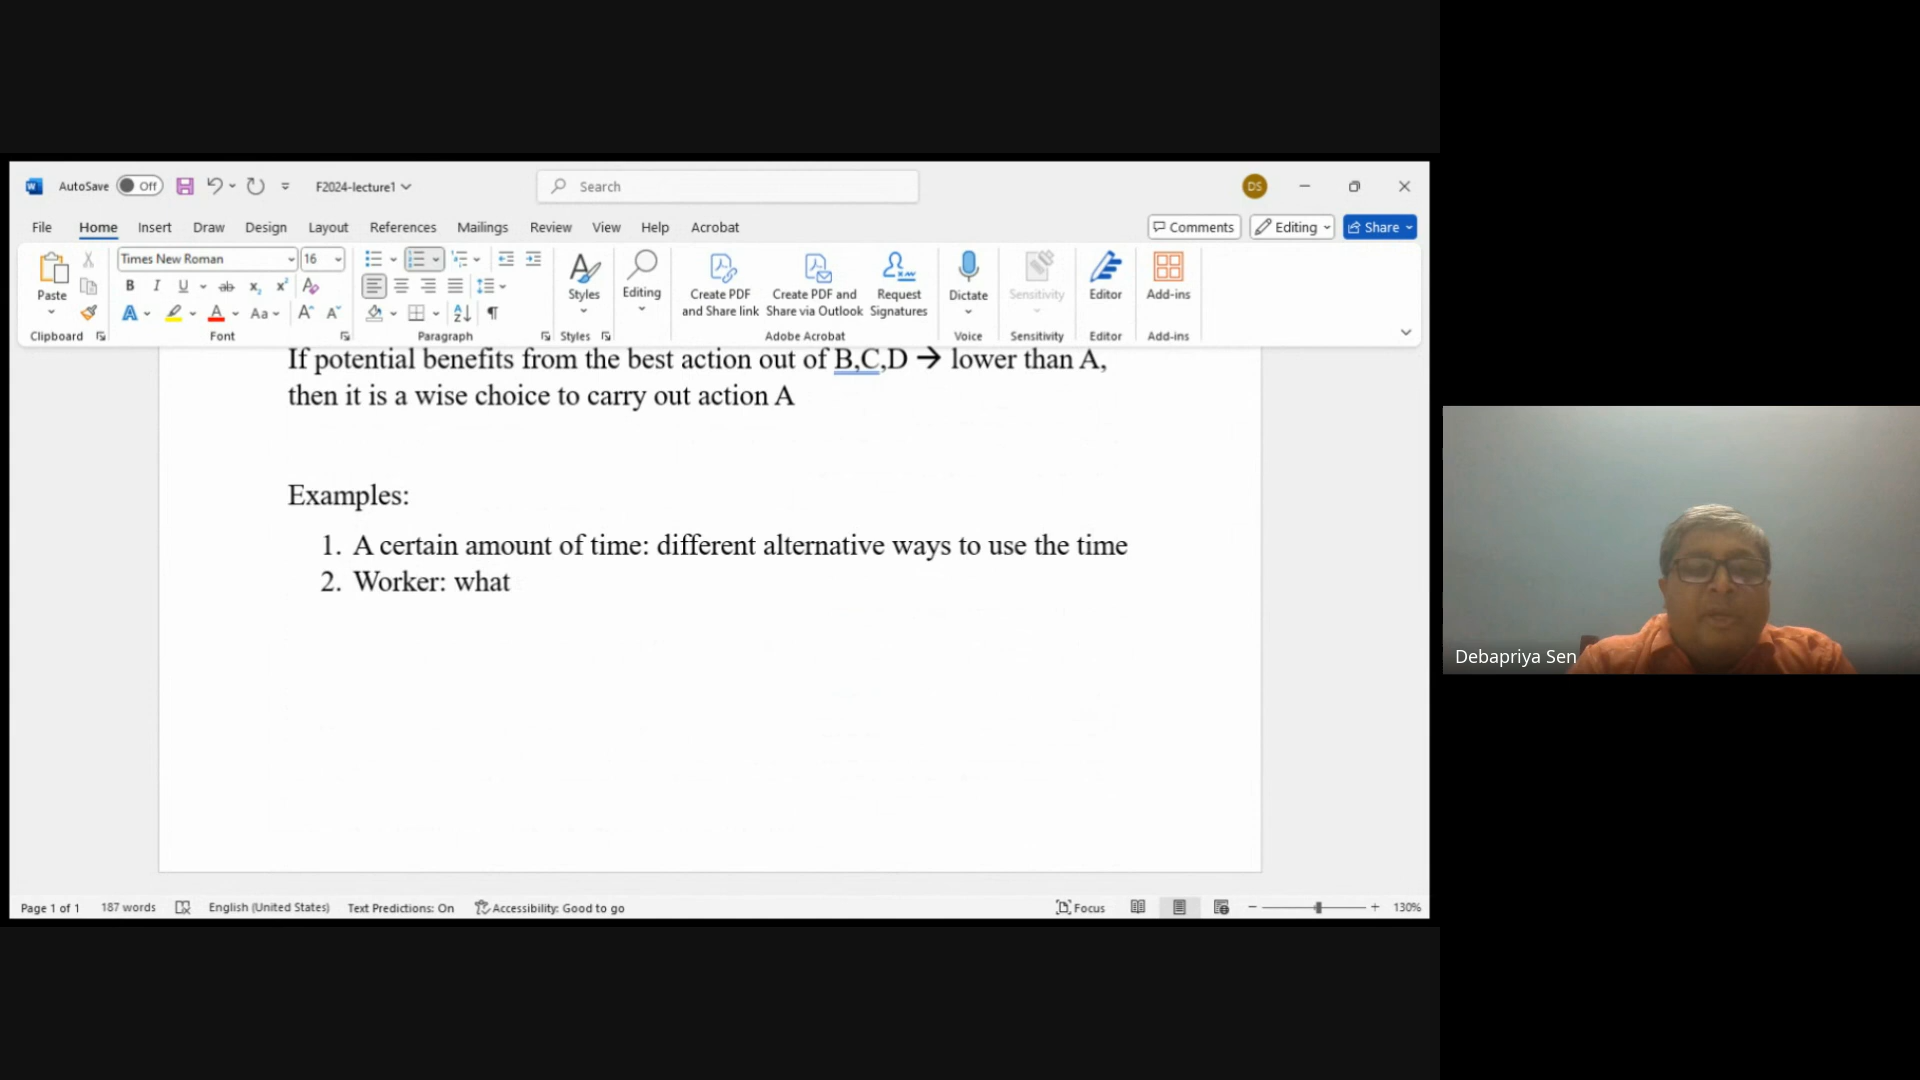 AutoSave Off F2024-lecture1 Search DS
File Home Insert Draw Design Layout References Mailings Review View Help Acrobat Comments Editing Share
Times New Roman 16
Paste
Styles
Editing
Create PDF and Share link
Create PDF and Share via Outlook
Request Signatures
Dictate
Sensitivity
Editor
Add-ins
Clipboard Font Paragraph Styles Adobe Acrobat Voice Sensitivity Editor Add-ins
If potential benefits from the best action out of B,C,D → lower than A,
then it is a wise choice to carry out action A
Examples:
1. A certain amount of time: different alternative ways to use the time
2. Worker: what
Page 1 of 1 187 words English (United States) Text Predictions: On Accessibility: Good to go Focus 130%
Debapriya Sen